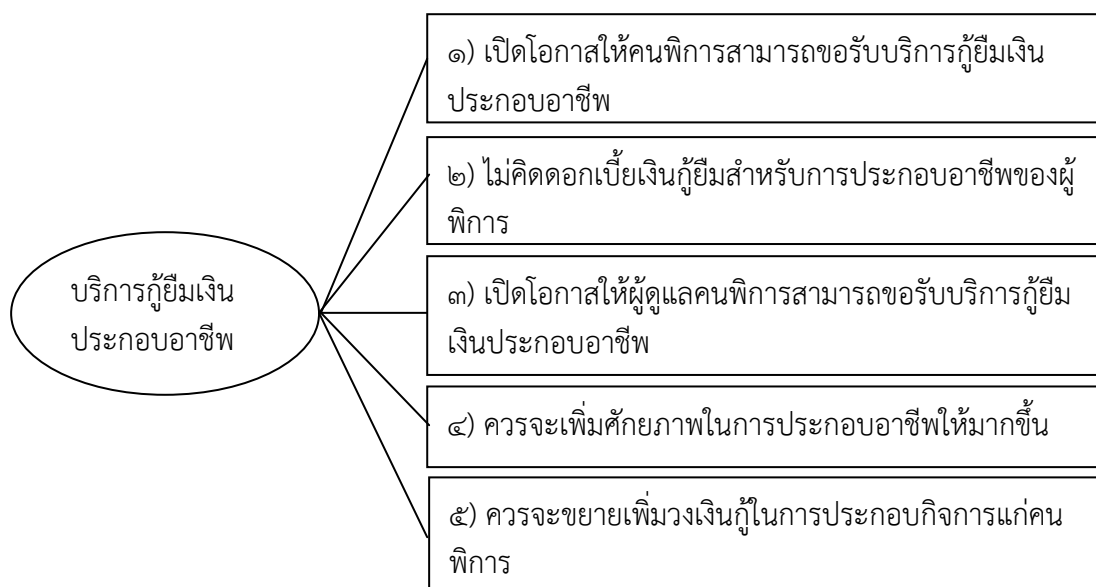 ๑) เปิดโอกาสให้คนพิการสามารถขอรับบริการกู้ยืมเงิน
ประกอบอาชีพ
๒) ไม่คิดดอกเบี้ยเงินกู้ยืมสำหรับการประกอบอาชีพของผู้
พิการ
บริการกู้ยืมเงิน
ประกอบอาชีพ
๓) เปิดโอกาสให้ผู้ดูแลคนพิการสามารถขอรับบริการกู้ยืม
เงินประกอบอาชีพ
๔) ควรจะเพิ่มศักยภาพในการประกอบอาชีพให้มากขึ้น
๕) ควรจะขยายเพิ่มวงเงินกู้ในการประกอบกิจการแก่คน
พิการ